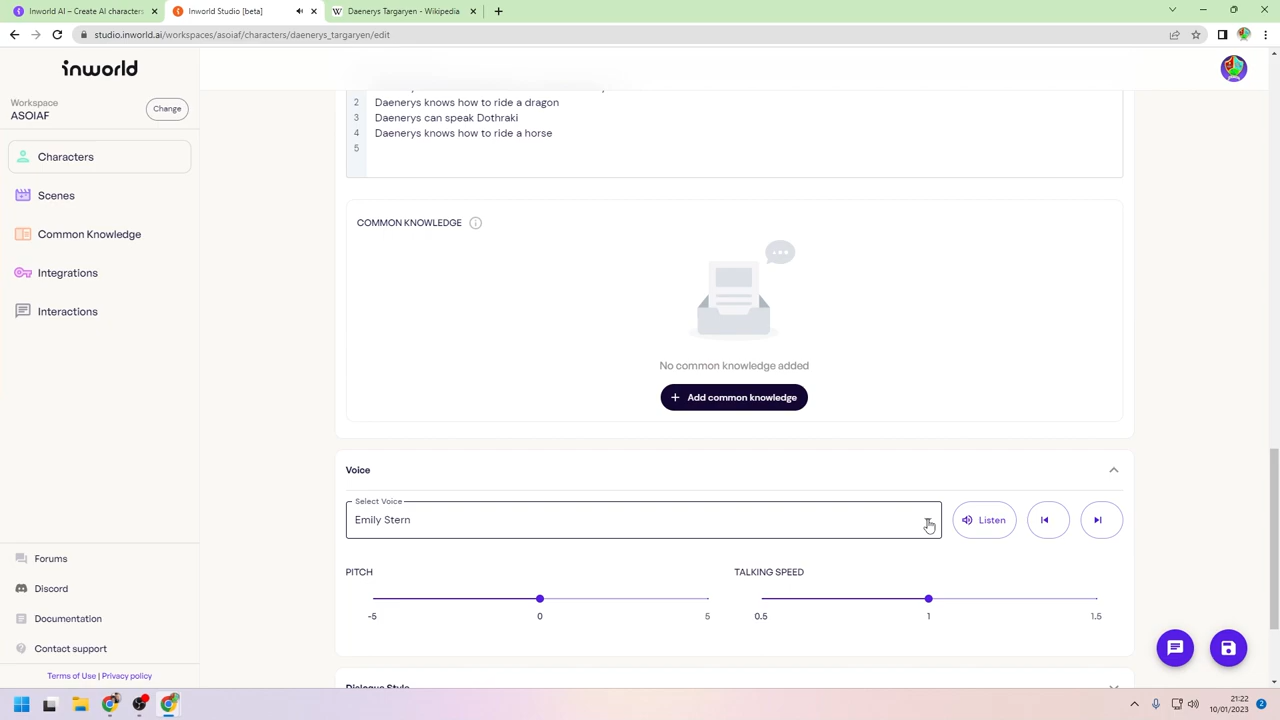 Inworld AI – Create AI characters
Inworld Studio [beta]
Daenerys Targaryen - Wikipedia
studio.inworld.ai/workspaces/asoiaf/characters/daenerys_targaryen/edit
inworld
Workspace
ASOIAF
Change
Characters
Scenes
Common Knowledge
Integrations
Interactions
2 Daenerys knows how to ride a dragon
3 Daenerys can speak Dothraki
4 Daenerys knows how to ride a horse
5
COMMON KNOWLEDGE
No common knowledge added
+ Add common knowledge
Voice
Select Voice
Emily Stern
Listen
PITCH
TALKING SPEED
-5 0 5 0.5 1 1.5
Forums
Discord
Documentation
Contact support
Terms of Use | Privacy policy
Dialogue Style
21:22
10/01/2023
2